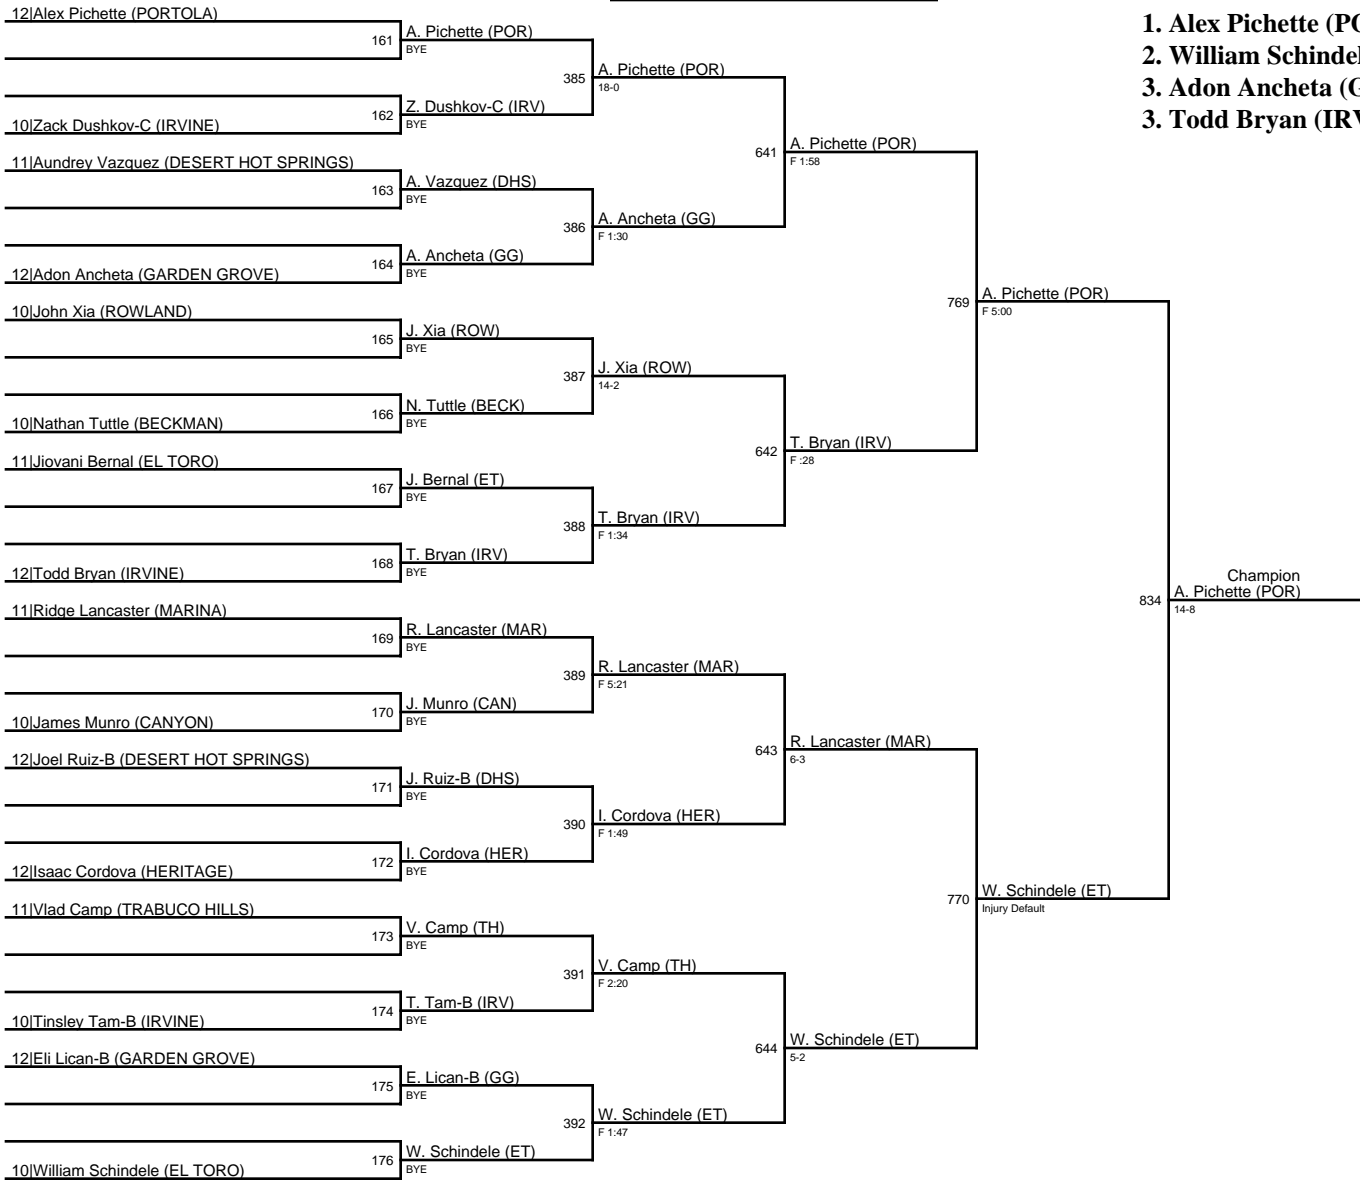 1. Alex Pichette (PO
2. William Schindel
3. Adon Ancheta (G
3. Todd Bryan (IRV
12|Alex Pichette (PORTOLA)
10|Zack Dushkov-C (IRVINE)
11|Aundrey Vazquez (DESERT HOT SPRINGS)
12|Adon Ancheta (GARDEN GROVE)
10|John Xia (ROWLAND)
10|Nathan Tuttle (BECKMAN)
11|Jiovani Bernal (EL TORO)
12|Todd Bryan (IRVINE)
11|Ridge Lancaster (MARINA)
10|James Munro (CANYON)
12|Joel Ruiz-B (DESERT HOT SPRINGS)
12|Isaac Cordova (HERITAGE)
11|Vlad Camp (TRABUCO HILLS)
10|Tinsley Tam-B (IRVINE)
12|Eli Lican-B (GARDEN GROVE)
10|William Schindele (EL TORO)
161
A. Pichette (POR)
BYE
162
Z. Dushkov-C (IRV)
BYE
163
A. Vazquez (DHS)
BYE
164
A. Ancheta (GG)
BYE
165
J. Xia (ROW)
BYE
166
N. Tuttle (BECK)
BYE
167
J. Bernal (ET)
BYE
168
T. Bryan (IRV)
BYE
169
R. Lancaster (MAR)
BYE
170
J. Munro (CAN)
BYE
171
J. Ruiz-B (DHS)
BYE
172
I. Cordova (HER)
BYE
173
V. Camp (TH)
BYE
174
T. Tam-B (IRV)
BYE
175
E. Lican-B (GG)
BYE
176
W. Schindele (ET)
BYE
385
A. Pichette (POR)
18-0
386
A. Ancheta (GG)
F 1:30
387
J. Xia (ROW)
14-2
388
T. Bryan (IRV)
F 1:34
389
R. Lancaster (MAR)
F 5:21
390
I. Cordova (HER)
F 1:49
391
V. Camp (TH)
F 2:20
392
W. Schindele (ET)
F 1:47
641
A. Pichette (POR)
F 1:58
642
T. Bryan (IRV)
F :28
643
R. Lancaster (MAR)
6-3
644
W. Schindele (ET)
5-2
769
A. Pichette (POR)
F 5:00
770
W. Schindele (ET)
Injury Default
Champion
834
A. Pichette (POR)
14-8